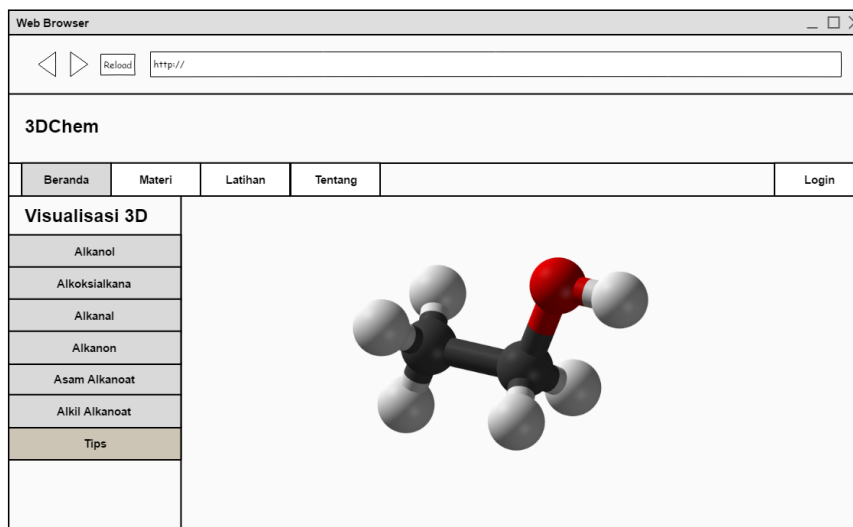 Web Browser
Reload
http://
3DChem
Beranda
Materi
Latihan
Tentang
Login
Visualisasi 3D
Alkanol
Alkoksialkana
Alkanal
Alkanon
Asam Alkanoat
Alkil Alkanoat
Tips